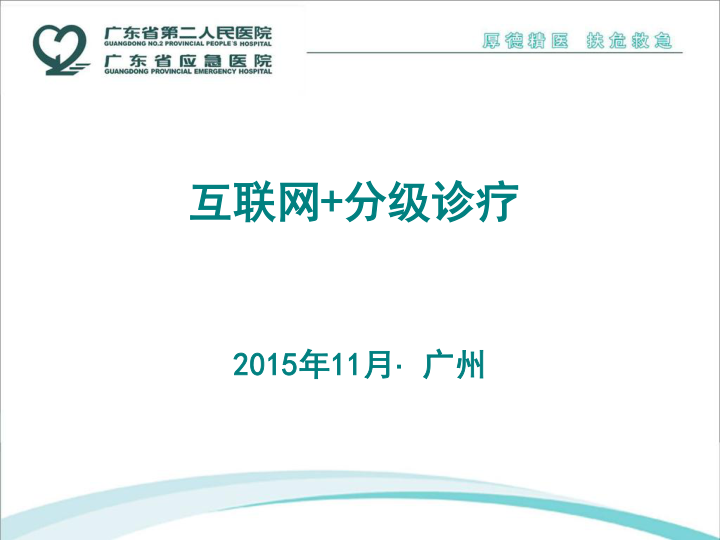 广东省第二人民医院
GUANGDONG NO.2 PROVINCIAL PEOPLE'S HOSPITAL
广东省应急医院
GUANGDONG PROVINCIAL EMERGENCY HOSPITAL
厚德精医 扶危救急
互联网+分级诊疗
2015年11月· 广州